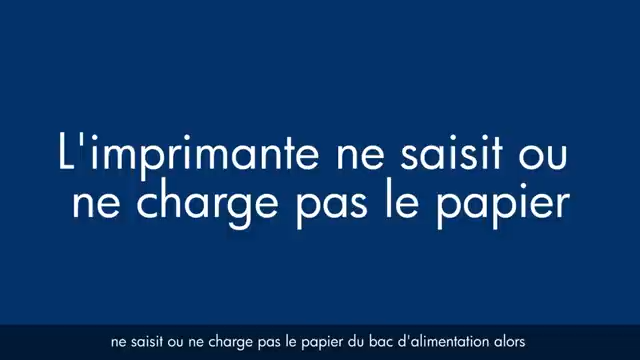 L'imprimante ne saisit ou
ne charge pas le papier
ne saisit ou ne charge pas le papier du bac d'alimentation alors